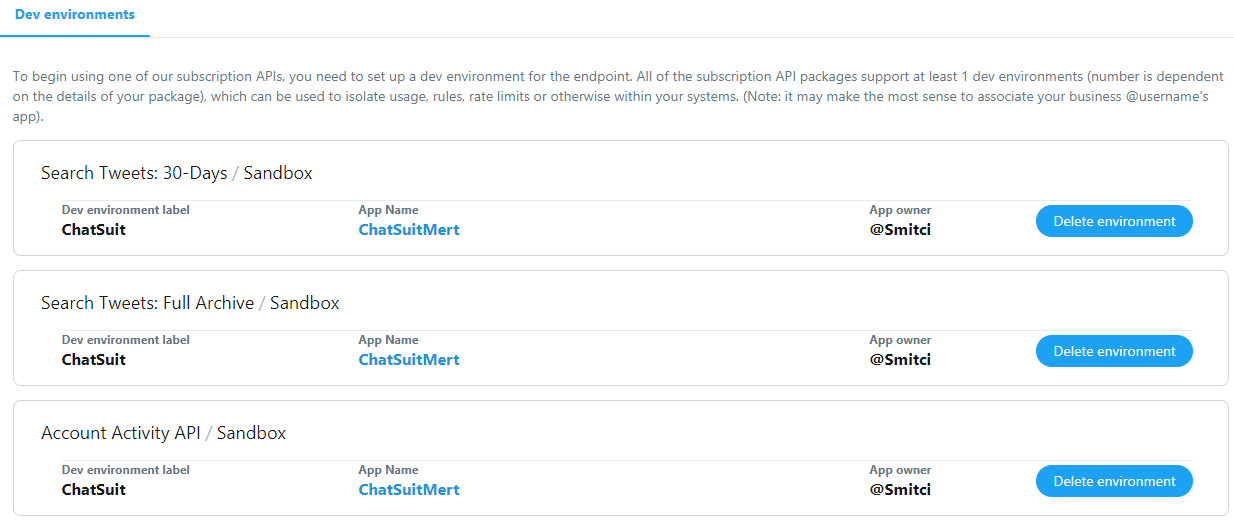 Dev environments
To begin using one of our subscription APIs, you need to set up a dev environment for the endpoint. All of the subscription API packages support at least 1 dev environments (number is dependent
on the details of your package), which can be used to isolate usage, rules, rate limits or otherwise within your systems. (Note: it may make the most sense to associate your business @username's
app).
Search Tweets: 30-Days / Sandbox
Dev environment label App Name App owner
ChatSuit ChatSuitMert @Smitci Delete environment
Search Tweets: Full Archive / Sandbox
Dev environment label App Name App owner
ChatSuit ChatSuitMert @Smitci Delete environment
Account Activity API / Sandbox
Dev environment label App Name App owner
ChatSuit ChatSuitMert @Smitci Delete environment